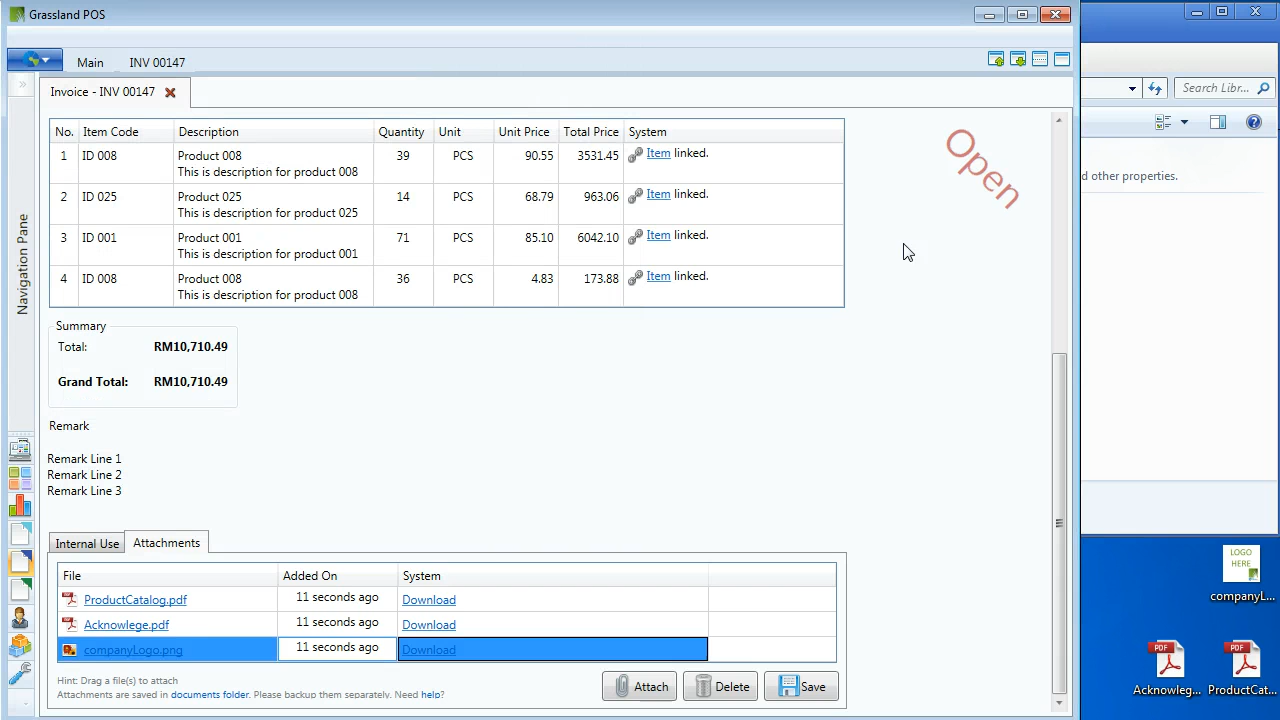 Grassland POS
Main
INV 00147
Invoice - INV 00147
Search Libr...
Navigation Pane
No. Item Code Description Quantity Unit Unit Price Total Price System
1 ID 008 Product 008 39 PCS 90.55 3531.45 Item linked.
This is description for product 008
2 ID 025 Product 025 14 PCS 68.79 963.06 Item linked.
This is description for product 025
3 ID 001 Product 001 71 PCS 85.10 6042.10 Item linked.
This is description for product 001
4 ID 008 Product 008 36 PCS 4.83 173.88 Item linked.
This is description for product 008
Open
d other properties.
Summary
Total: RM10,710.49
Grand Total: RM10,710.49
Remark
Remark Line 1
Remark Line 2
Remark Line 3
Internal Use
Attachments
File Added On System
ProductCatalog.pdf 11 seconds ago Download
Acknowlege.pdf 11 seconds ago Download
companyLogo.png 11 seconds ago Download
Hint: Drag a file(s) to attach
Attachments are saved in documents folder. Please backup them separately. Need help?
Attach
Delete
Save
LOGO
HERE
companyL...
PDF
Acknowleg...
PDF
ProductCat...